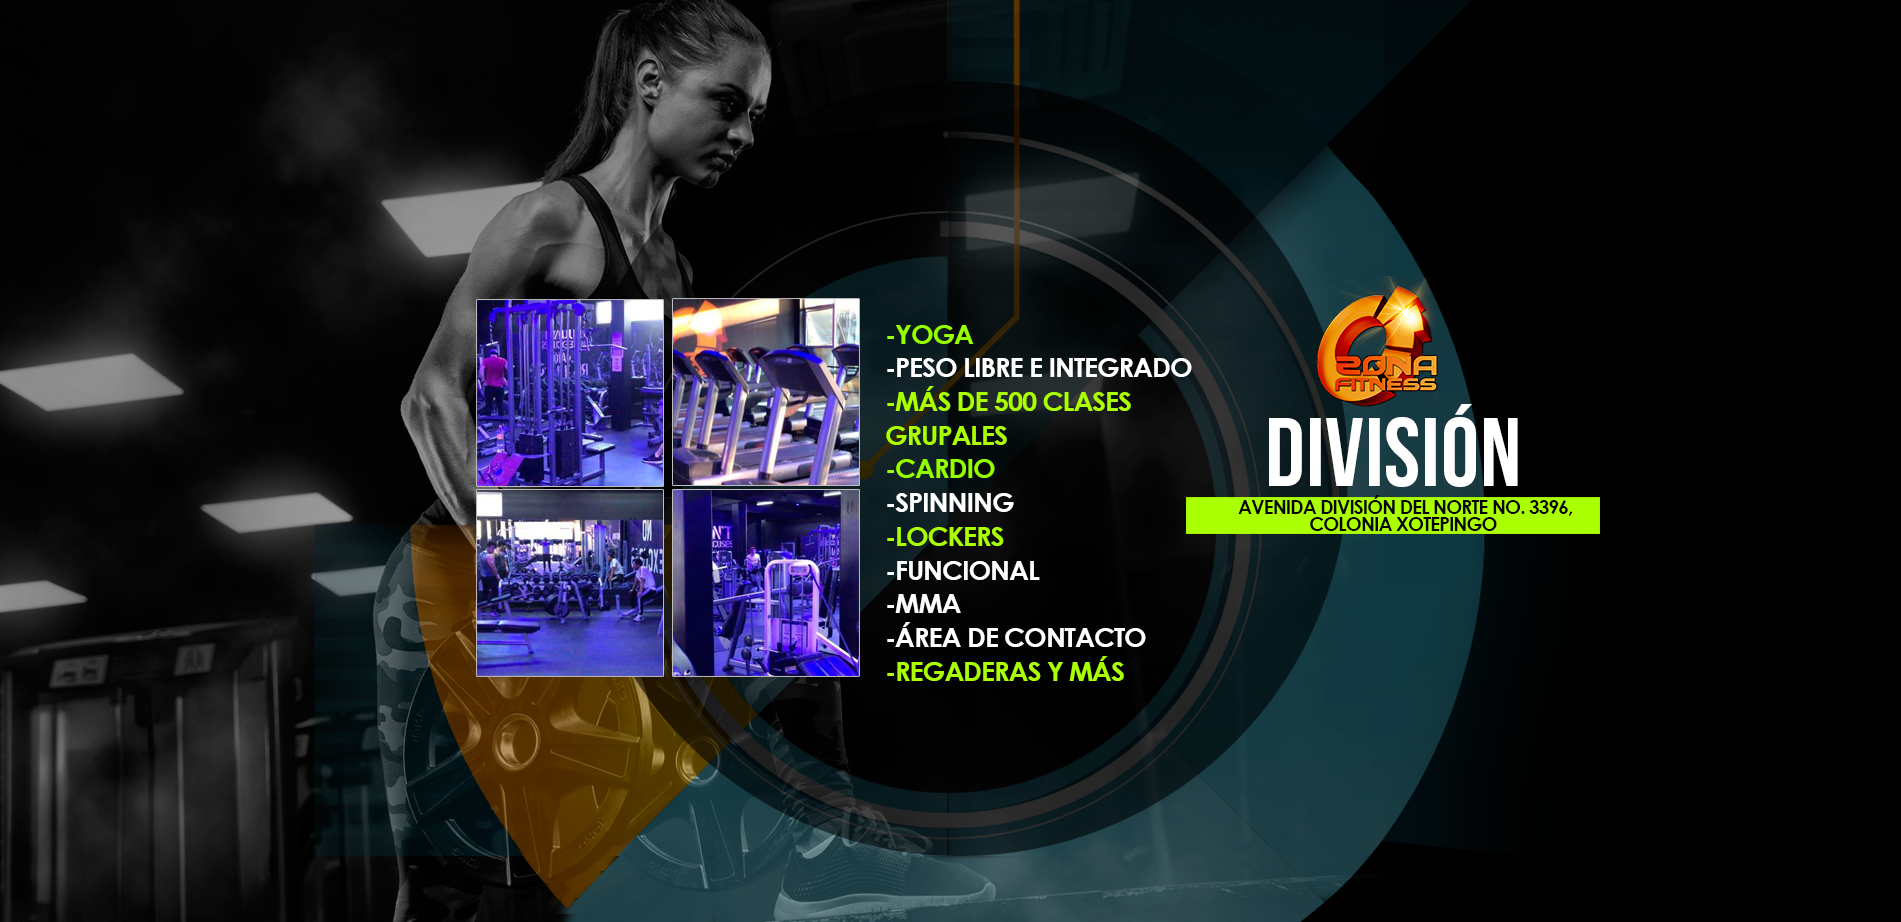 -YOGA
-PESO LIBRE E INTEGRADO
-MÁS DE 500 CLASES
GRUPALES
-CARDIO
-SPINNING
-LOCKERS
-FUNCIONAL
-MMA
-ÁREA DE CONTACTO
-REGADERAS Y MÁS
ZONA
FITNESS
DIVISIÓN
AVENIDA DIVISIÓN DEL NORTE NO. 3396,
COLONIA XOTEPINGO